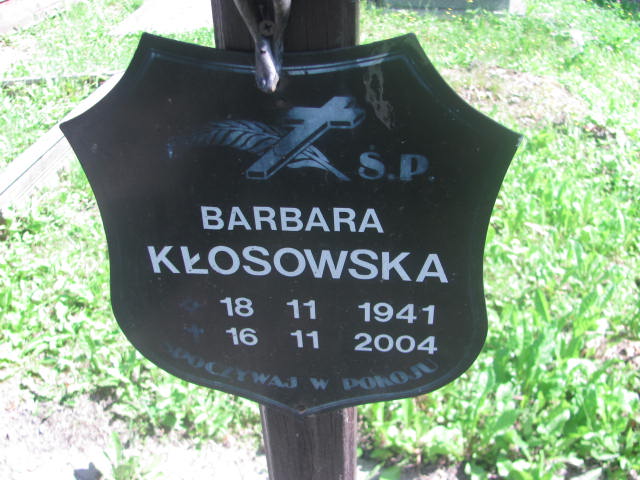 Ś.P.
BARBARA
KŁOSOWSKA
18 11 1941
16 11 2004
SPOCZYWAJ W POKOJU